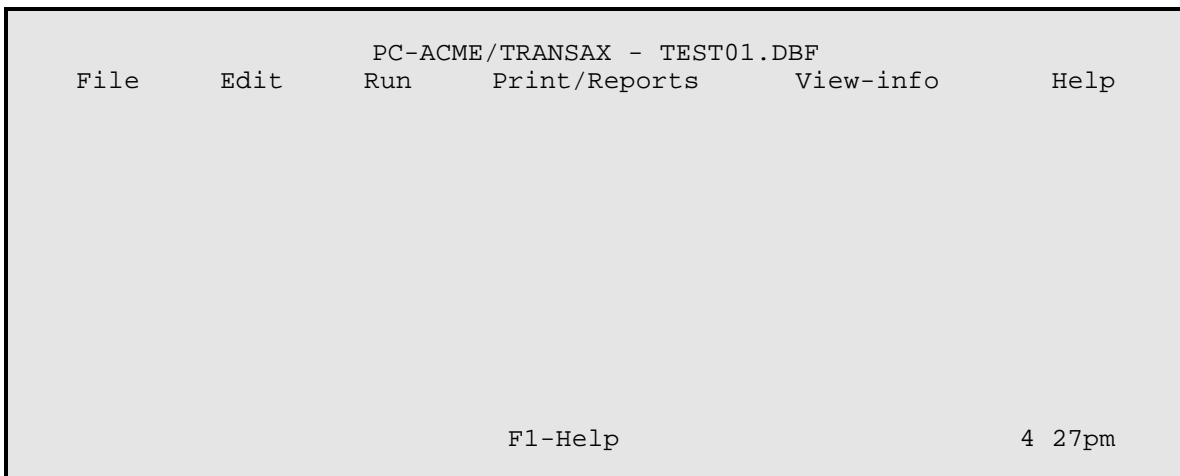 PC-ACME/TRANSAX - TEST01.DBF
File Edit Run Print/Reports View-info Help
F1-Help 4 27pm